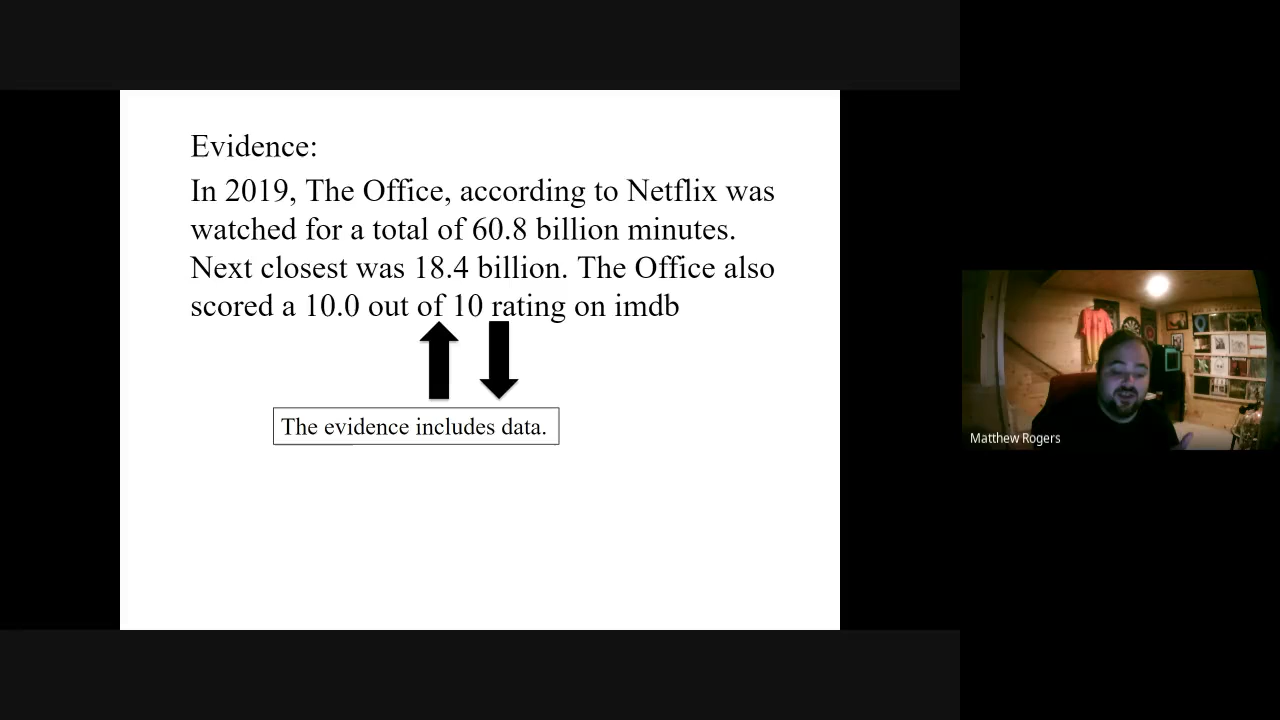 Evidence:
In 2019, The Office, according to Netflix was
watched for a total of 60.8 billion minutes.
Next closest was 18.4 billion. The Office also
scored a 10.0 out of 10 rating on imdb
The evidence includes data.
Matthew Rogers